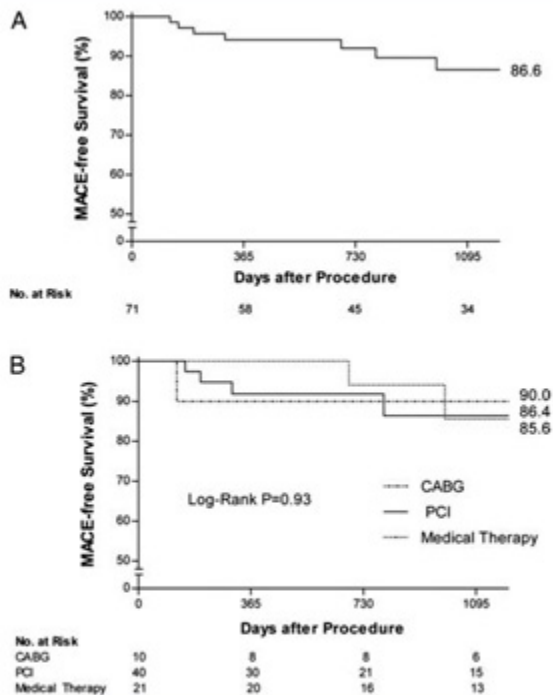 A
MACE-free Survival (%)
100
90
80
70
60
50
0
86.6
0 365 730 1095
Days after Procedure
No. at Risk
71 58 45 34
B
MACE-free Survival (%)
100
90
80
70
60
50
0
90.0
86.4
85.6
Log-Rank P=0.93
CABG
PCI
Medical Therapy
0 365 730 1095
Days after Procedure
No. at Risk
CABG 10 8 8 6
PCI 40 30 21 15
Medical Therapy 21 20 16 13